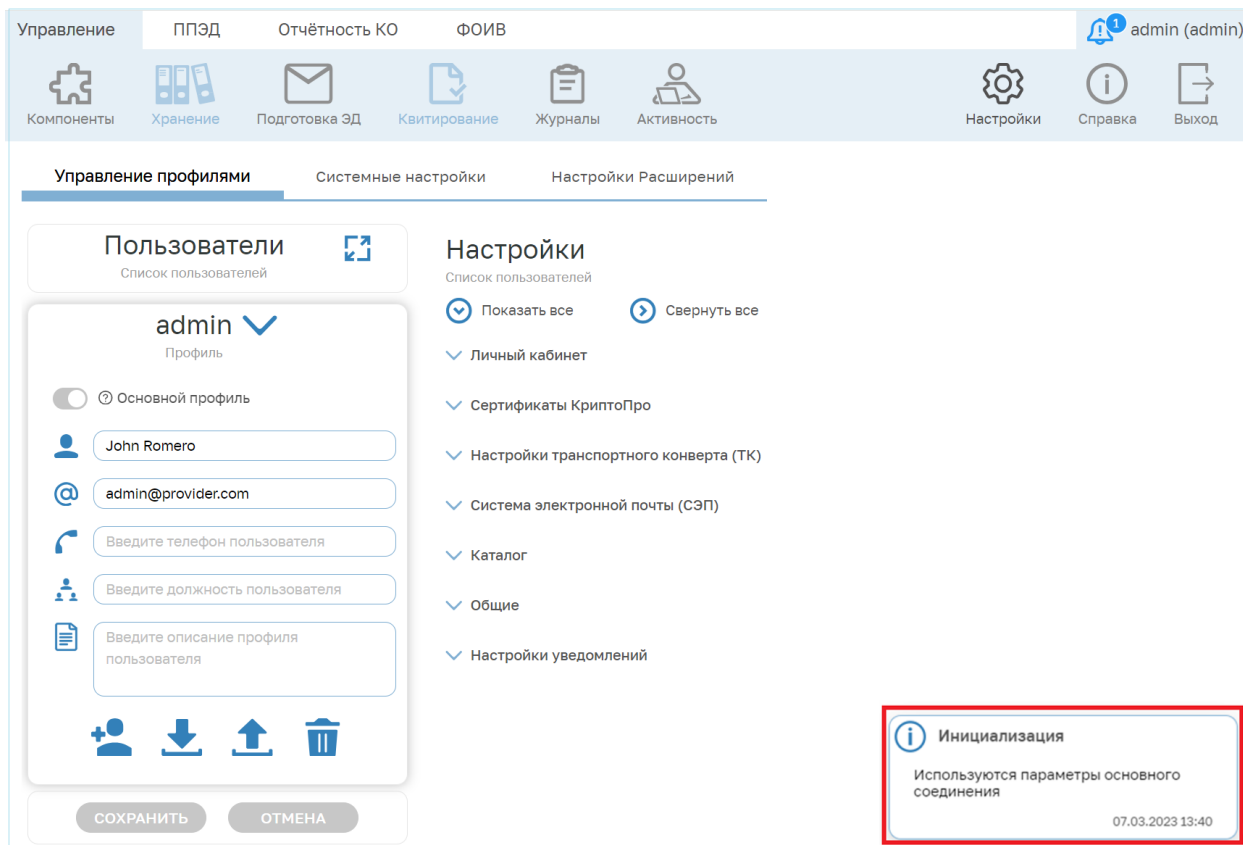 Управление
ППЭД
Отчётность КО
ФОИВ
1
admin (admin)
Компоненты
Хранение
Подготовка ЭД
Квитирование
Журналы
Активность
Настройки
Справка
Выход
Управление профилями
Системные настройки
Настройки Расширений
Пользователи
Список пользователей
admin
Профиль
Основной профиль
John Romero
admin@provider.com
Введите телефон пользователя
Введите должность пользователя
Введите описание профиля
пользователя
СОХРАНИТЬ
ОТМЕНА
Настройки
Список пользователей
Показать все
Свернуть все
Личный кабинет
Сертификаты КриптоПро
Настройки транспортного конверта (ТК)
Система электронной почты (СЭП)
Каталог
Общие
Настройки уведомлений
Инициализация
Используются параметры основного
соединения
07.03.2023 13:40